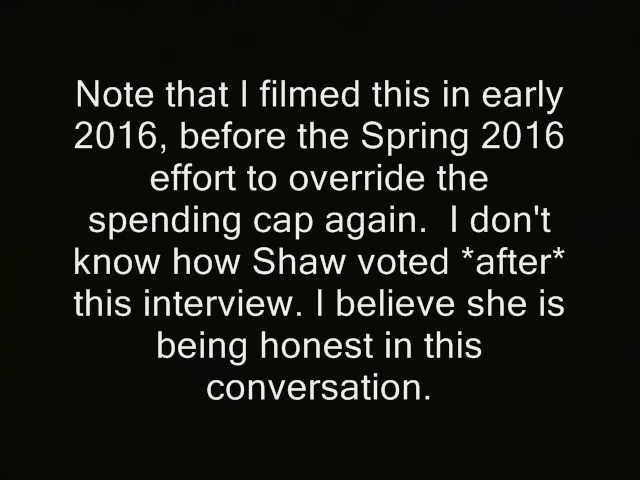 Note that I filmed this in early
2016, before the Spring 2016
effort to override the
spending cap again.  I don't
know how Shaw voted *after*
this interview. I believe she is
being honest in this
conversation.